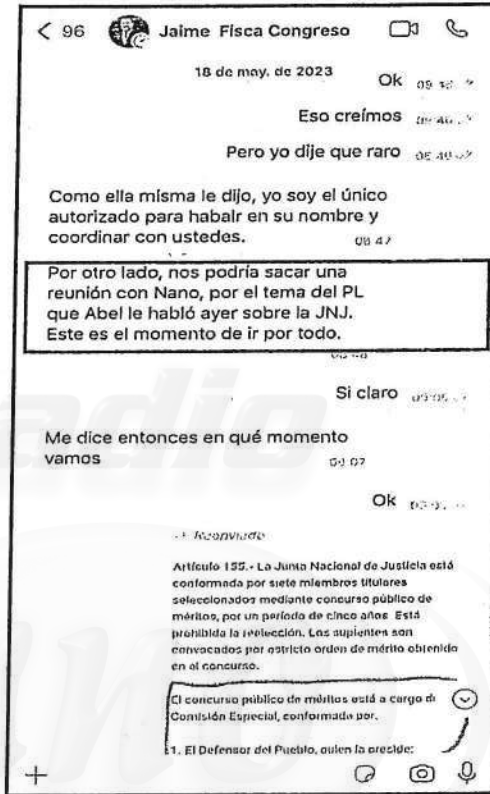 96 Jaime Fisca Congreso
18 de may. de 2023
Ok
Eso creímos
Pero yo dije que raro
Como ella misma le dijo, yo soy el único
autorizado para habalr en su nombre y
coordinar con ustedes.
Por otro lado, nos podría sacar una
reunión con Nano, por el tema del PL
que Abel le habló ayer sobre la JNJ.
Este es el momento de ir por todo.
Si claro
Me dice entonces en qué momento
vamos
09:07
Ok
Reenviado
Artículo 155.- La Junta Nacional de Justicia está
conformada por siete miembros titulares
seleccionados mediante concurso público de
méritos, por un período de cinco años. Está
prohibida la reelección. Los suplentes son
convocados por estricto orden de mérito obtenido
en el concurso.
El concurso público de méritos está a cargo de
Comisión Especial, conformada por.
1. El Defensor del Pueblo, quien la preside;
adio
ano